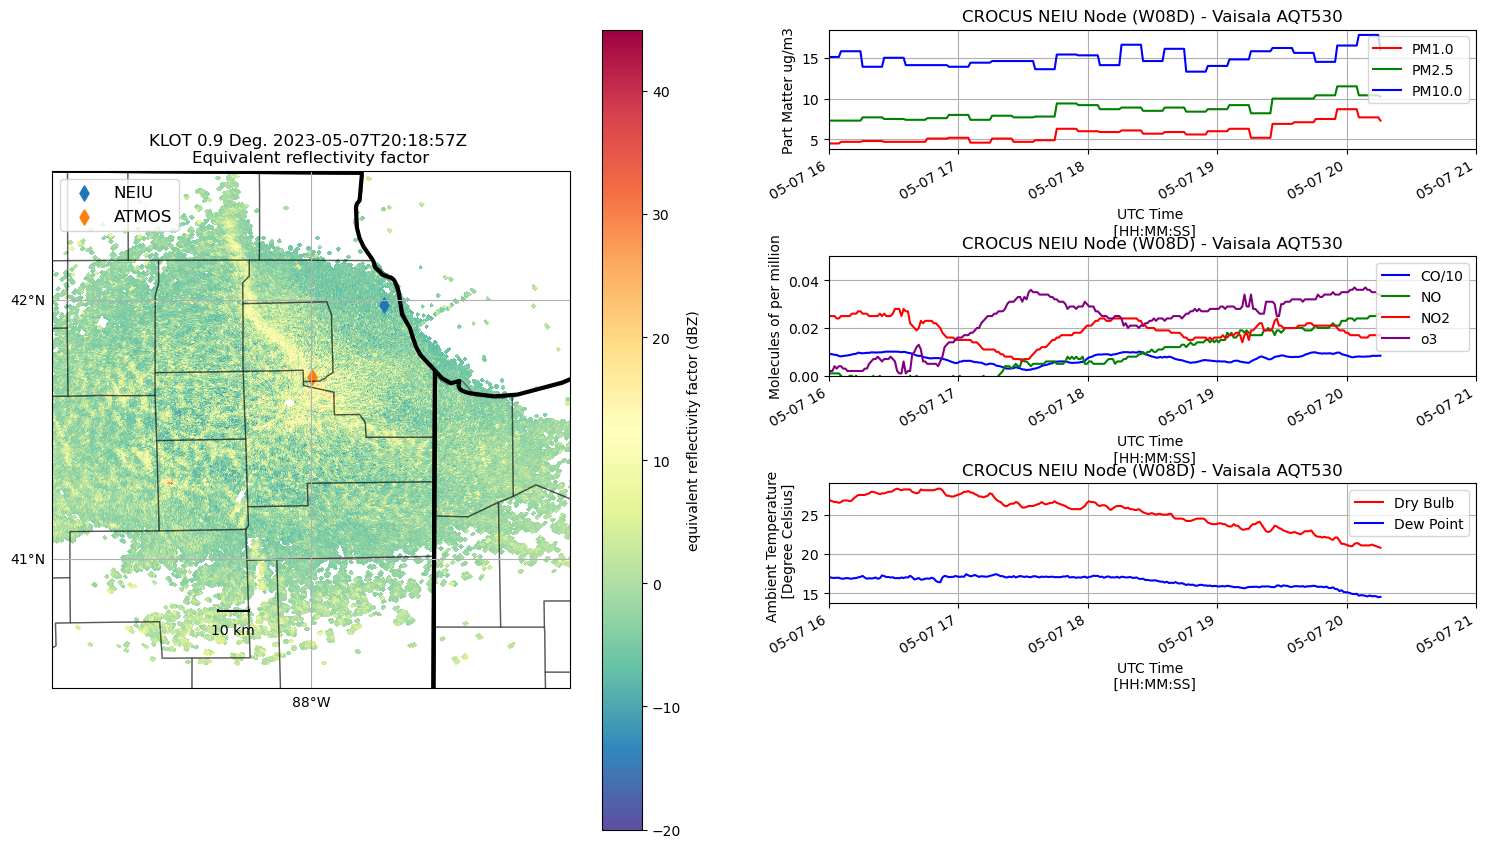 KLOT 0.9 Deg. 2023-05-07T20:18:57Z
Equivalent reflectivity factor
NEIU
ATMOS
42°N
41°N
88°W
10 km
40
30
20
10
0
−10
−20
equivalent reflectivity factor (dBZ)
CROCUS NEIU Node (W08D) - Vaisala AQT530
Part Matter ug/m3
15
10
5
PM1.0
PM2.5
PM10.0
05-07 16
05-07 17
05-07 18
05-07 19
05-07 20
05-07 21
UTC Time
[HH:MM:SS]
CROCUS NEIU Node (W08D) - Vaisala AQT530
Molecules of per million
0.04
0.02
0.00
CO/10
NO
NO2
o3
05-07 16
05-07 17
05-07 18
05-07 19
05-07 20
05-07 21
UTC Time
[HH:MM:SS]
CROCUS NEIU Node (W08D) - Vaisala AQT530
Ambient Temperature
[Degree Celsius]
25
20
15
Dry Bulb
Dew Point
05-07 16
05-07 17
05-07 18
05-07 19
05-07 20
05-07 21
UTC Time
[HH:MM:SS]